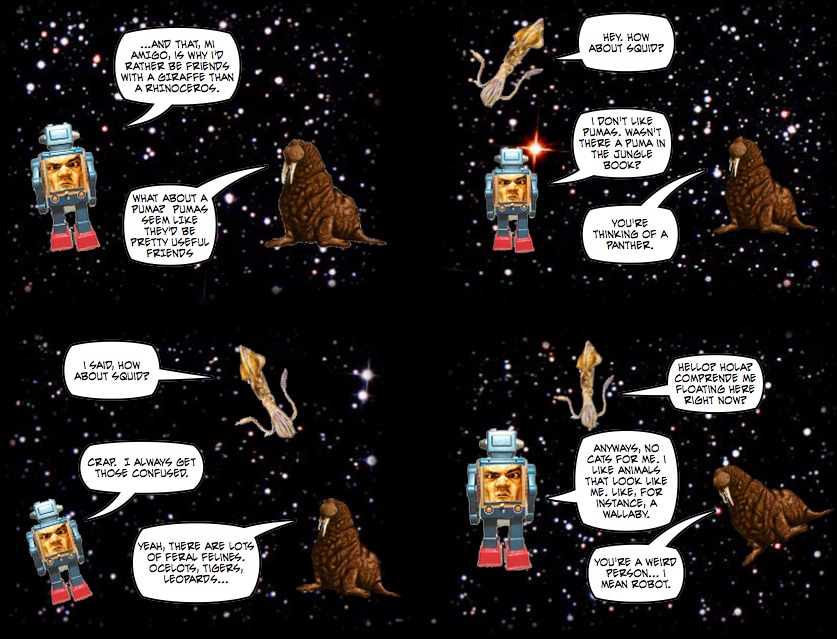 ...AND THAT, MI
AMIGO, IS WHY I'D
RATHER BE FRIENDS
WITH A GIRAFFE THAN
A RHINOCEROS.
WHAT ABOUT A
PUMA? PUMAS
SEEM LIKE
THEY'D BE
PRETTY USEFUL
FRIENDS
HEY. HOW
ABOUT SQUID?
I DON'T LIKE
PUMAS. WASN'T
THERE A PUMA IN
THE JUNGLE
BOOK?
YOU'RE
THINKING OF A
PANTHER.
I SAID, HOW
ABOUT SQUID?
CRAP. I ALWAYS GET
THOSE CONFUSED.
YEAH, THERE ARE LOTS
OF FERAL FELINES.
OCELOTS, TIGERS,
LEOPARDS...
HELLO? HOLA?
COMPRENDE ME
FLOATING HERE
RIGHT NOW?
ANYWAYS, NO
CATS FOR ME. I
LIKE ANIMALS
THAT LOOK LIKE
ME. LIKE, FOR
INSTANCE, A
WALLABY.
YOU'RE A WEIRD
PERSON... I
MEAN ROBOT.